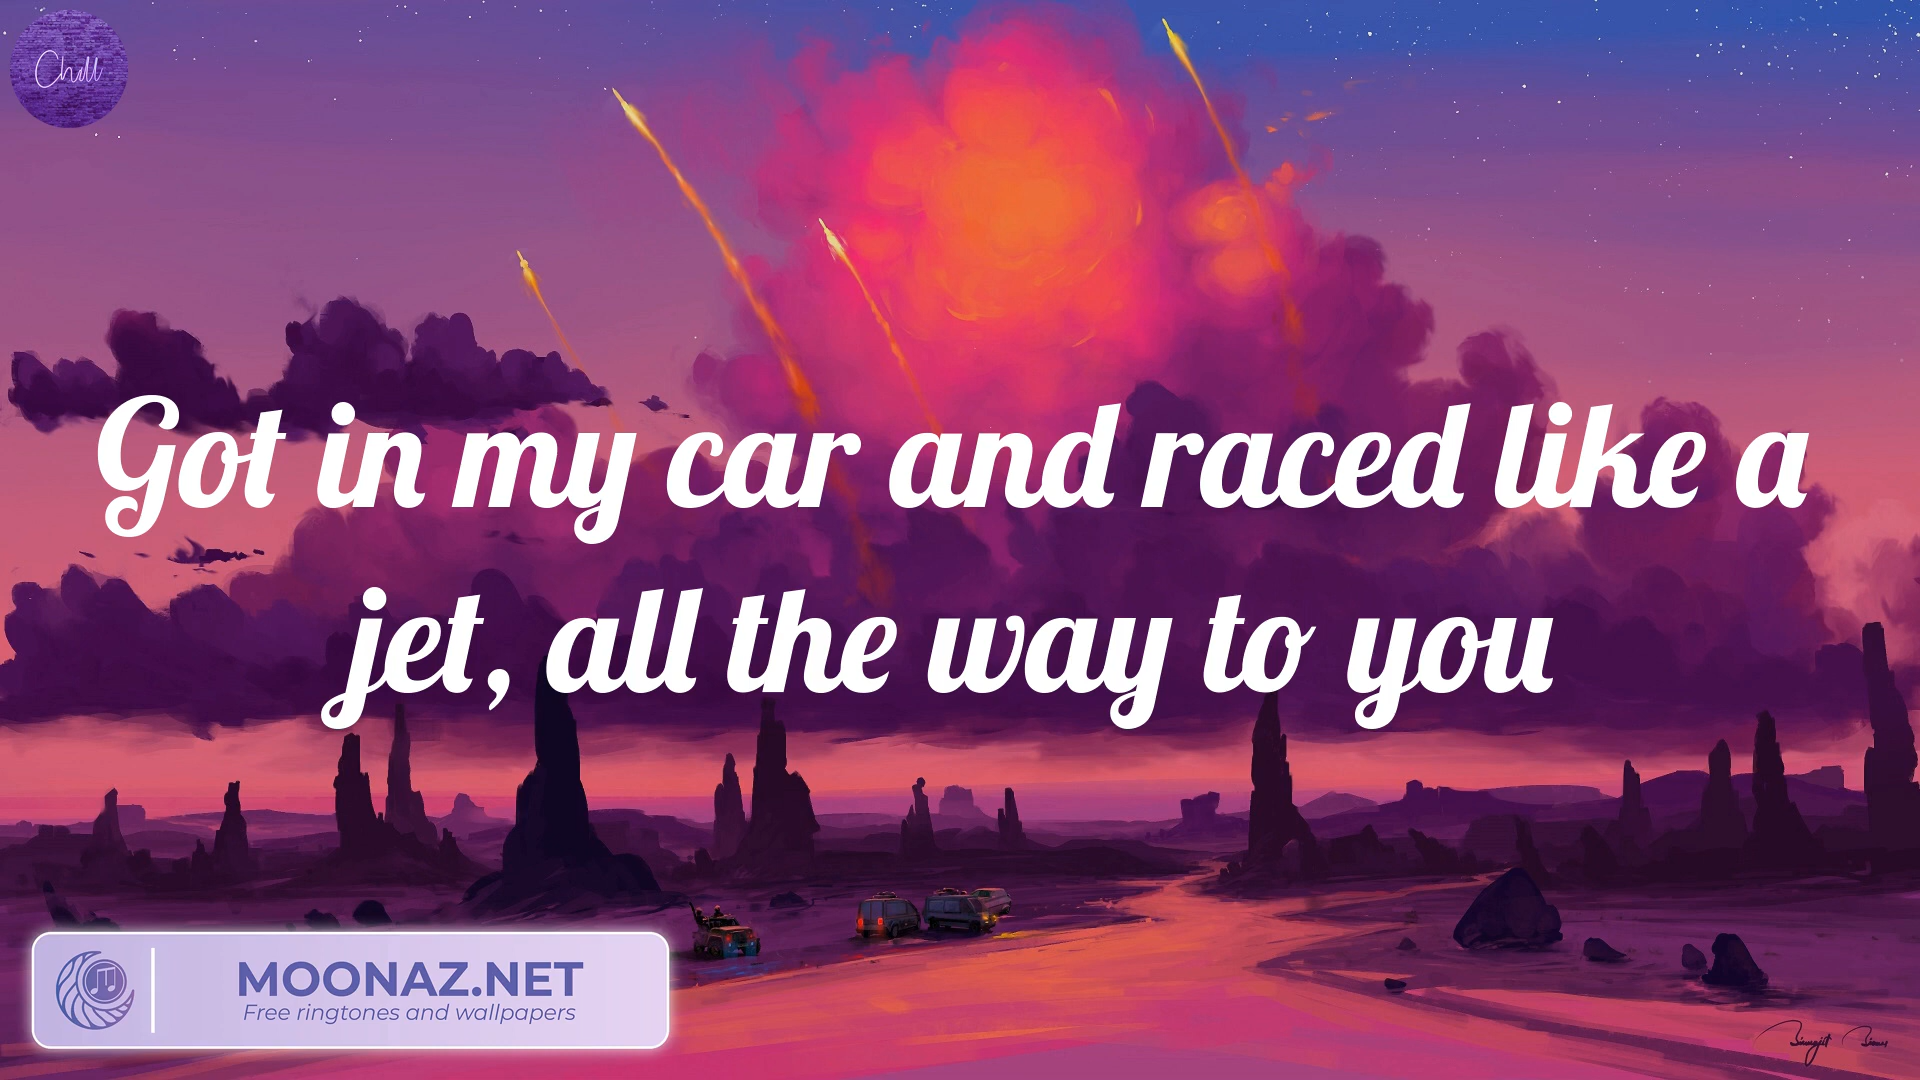 Chill
Got in my car and raced like a
jet, all the way to you
MOONAZ.NET
Free ringtones and wallpapers